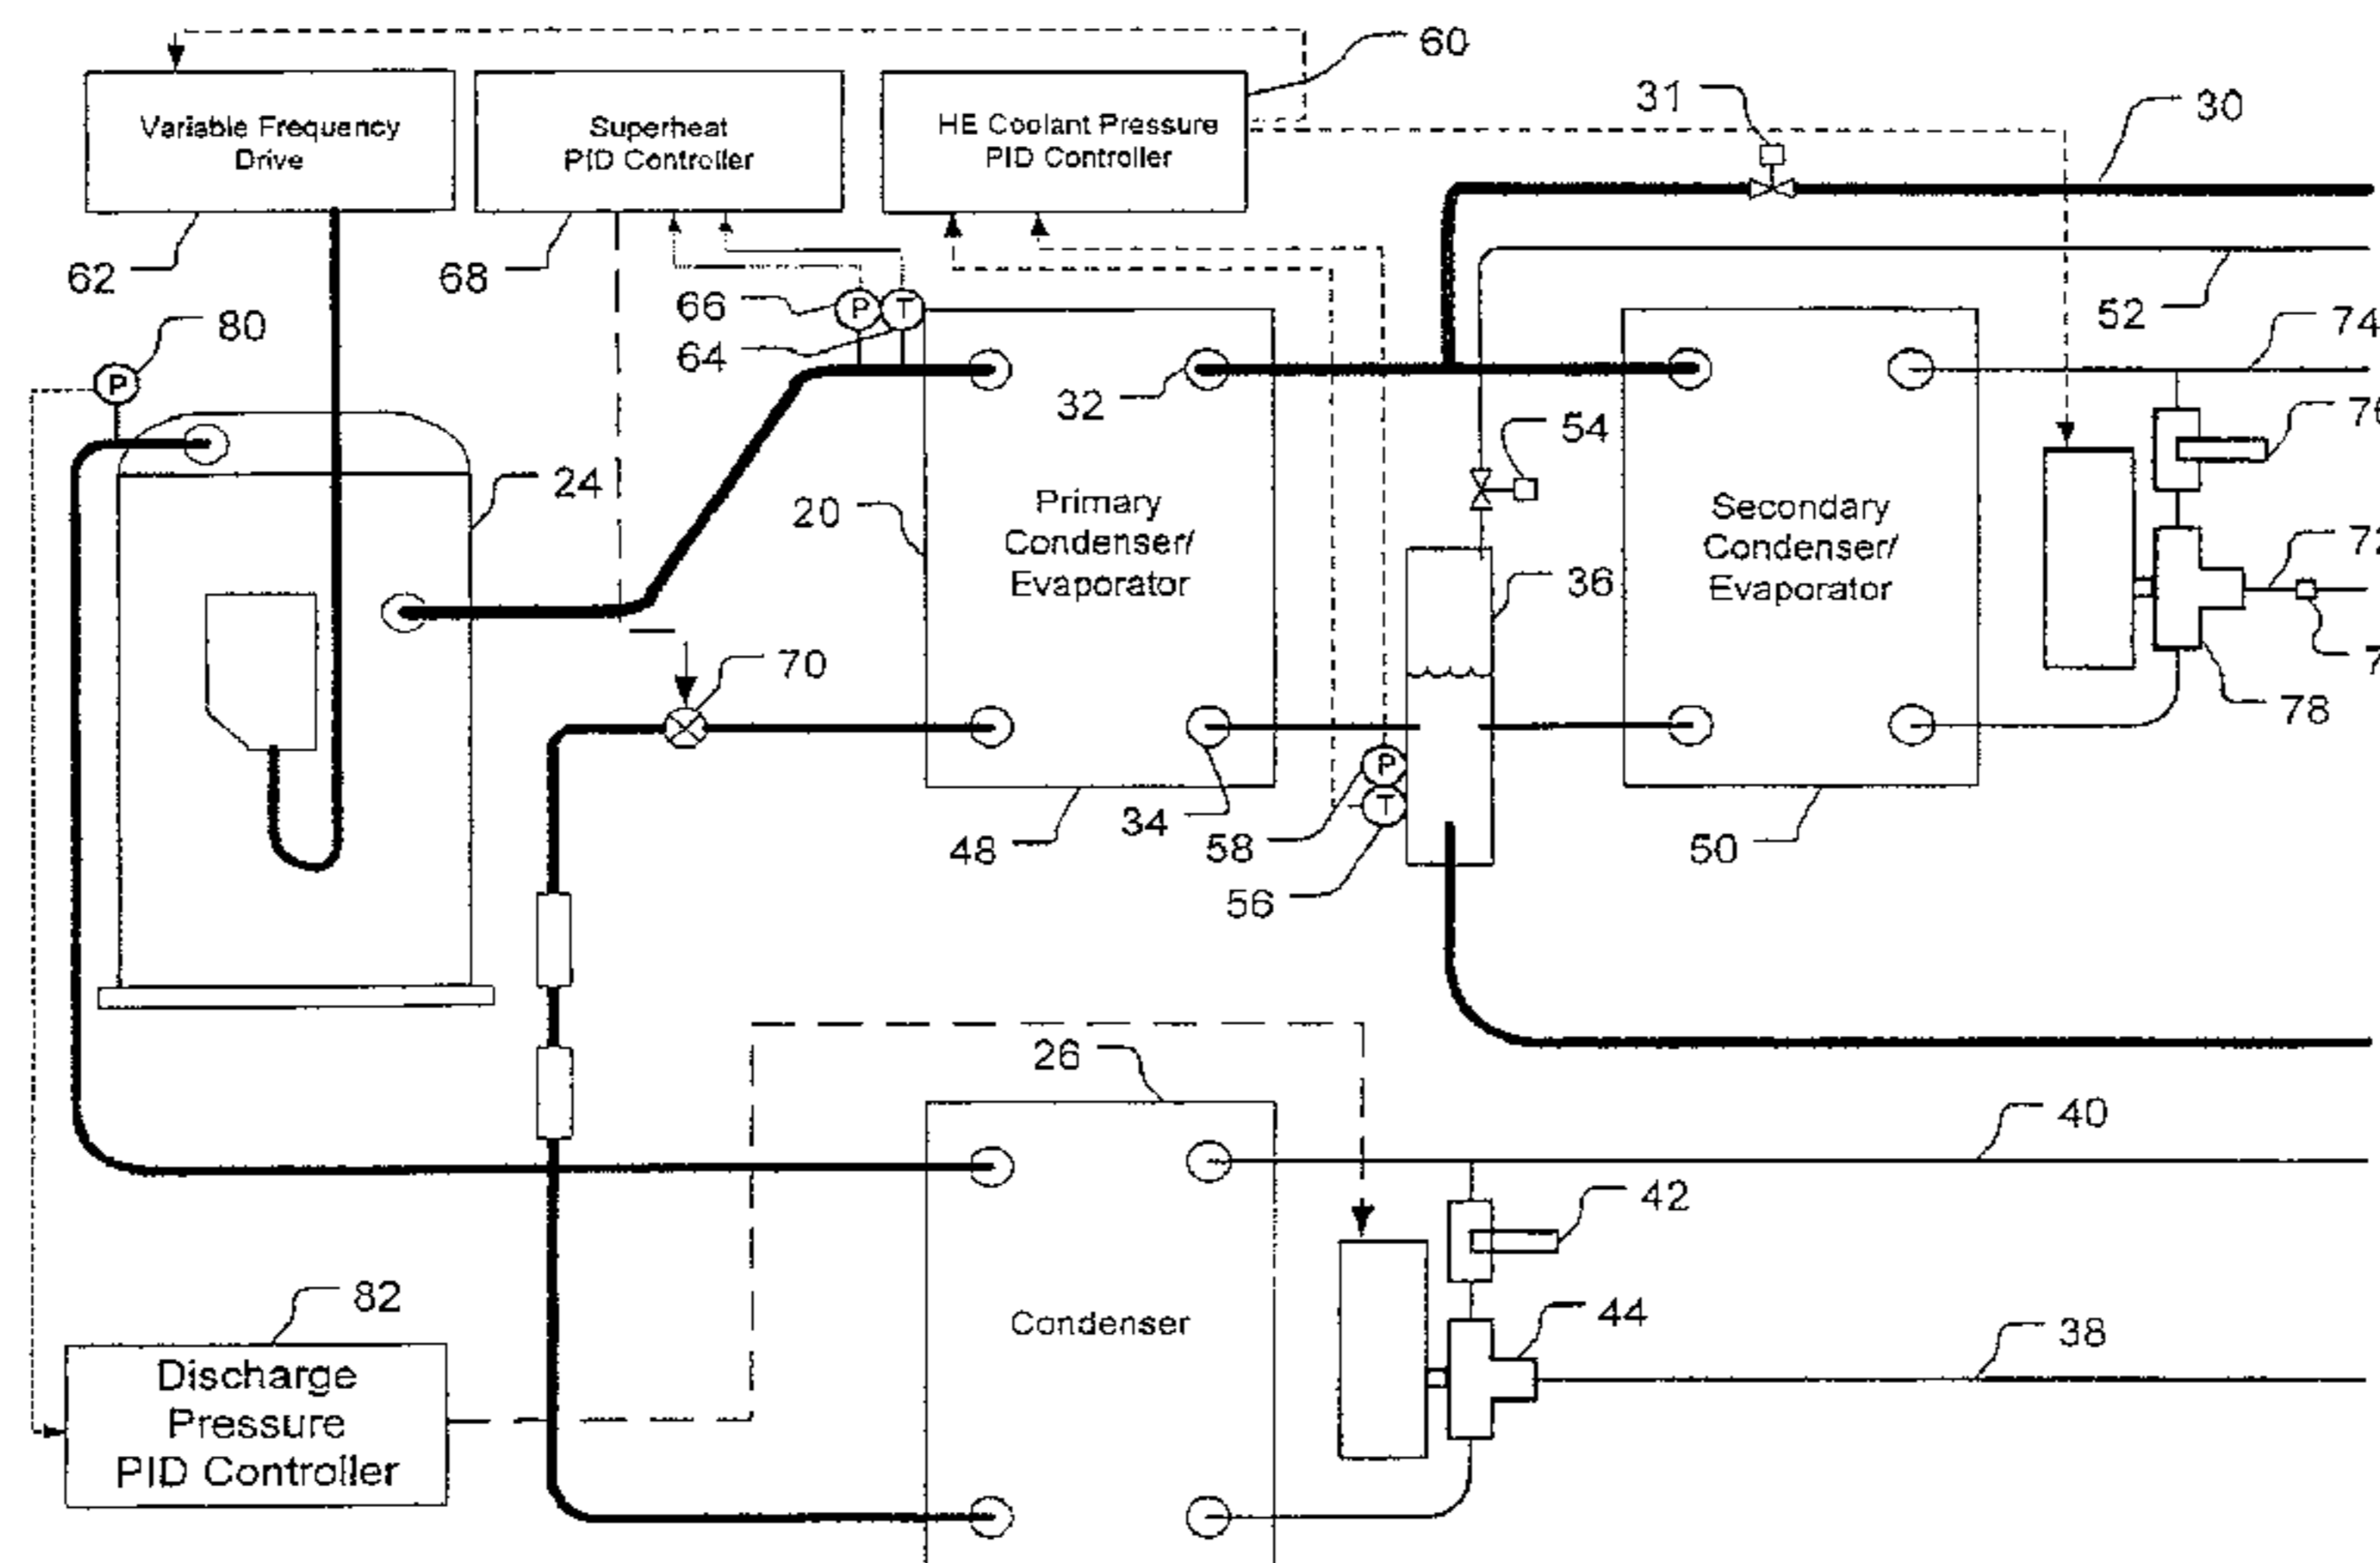 60
Variable Frequency
Drive
Superheat
PID Controller
HE Coolant Pressure
PID Controller
31
30
62
68
66
P
T
64
52
80
P
32
74
54
24
20
Primary
Condenser/
Evaporator
Secondary
Condenser/
Evaporator
36
70
78
P
T
48
34
58
50
56
26
40
42
82
44
38
Condenser
Discharge
Pressure
PID Controller